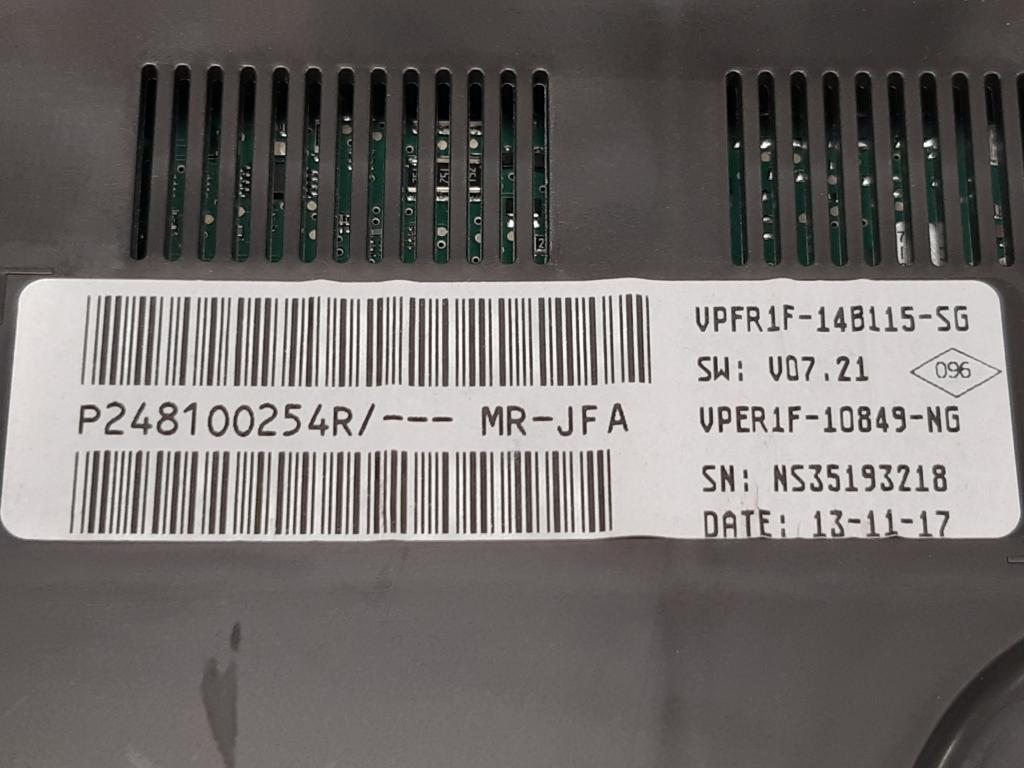 P248100254R/--- MR-JFA
VPFR1F-14B115-SG
SW: V07.21
096
VPER1F-10849-NG
SN: NS35193218
DATE: 13-11-17